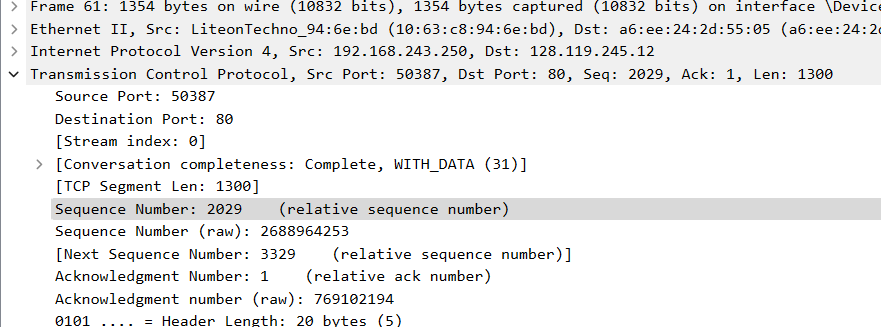 Frame 61: 1354 bytes on wire (10832 bits), 1354 bytes captured (10832 bits) on interface \Device
Ethernet II, Src: LiteonTechno_94:6e:bd (10:63:c8:94:6e:bd), Dst: a6:ee:24:2d:55:05 (a6:ee:24:2d
Internet Protocol Version 4, Src: 192.168.243.250, Dst: 128.119.245.12
Transmission Control Protocol, Src Port: 50387, Dst Port: 80, Seq: 2029, Ack: 1, Len: 1300
Source Port: 50387
Destination Port: 80
[Stream index: 0]
[Conversation completeness: Complete, WITH_DATA (31)]
[TCP Segment Len: 1300]
Sequence Number: 2029    (relative sequence number)
Sequence Number (raw): 2688964253
[Next Sequence Number: 3329    (relative sequence number)]
Acknowledgment Number: 1    (relative ack number)
Acknowledgment number (raw): 769102194
0101 .... = Header Length: 20 bytes (5)